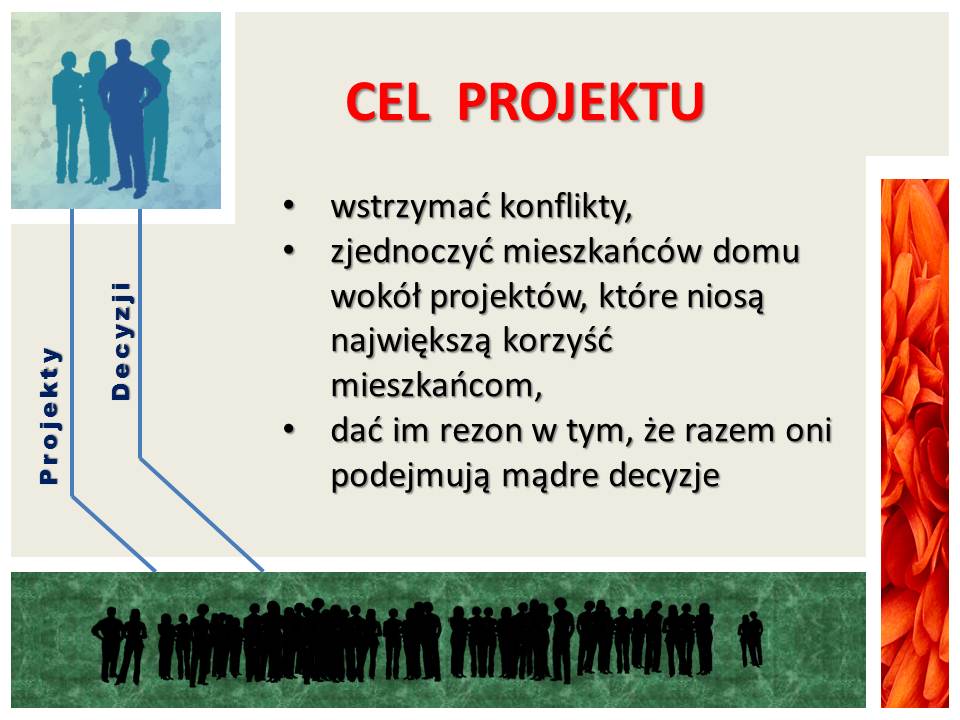 CEL PROJEKTU
• wstrzymać konflikty,
• zjednoczyć mieszkańców domu
wokół projektów, które niosą
największą korzyść
mieszkańcom,
• dać im rezon w tym, że razem oni
podejmują mądre decyzje
Projekty
Decyzji